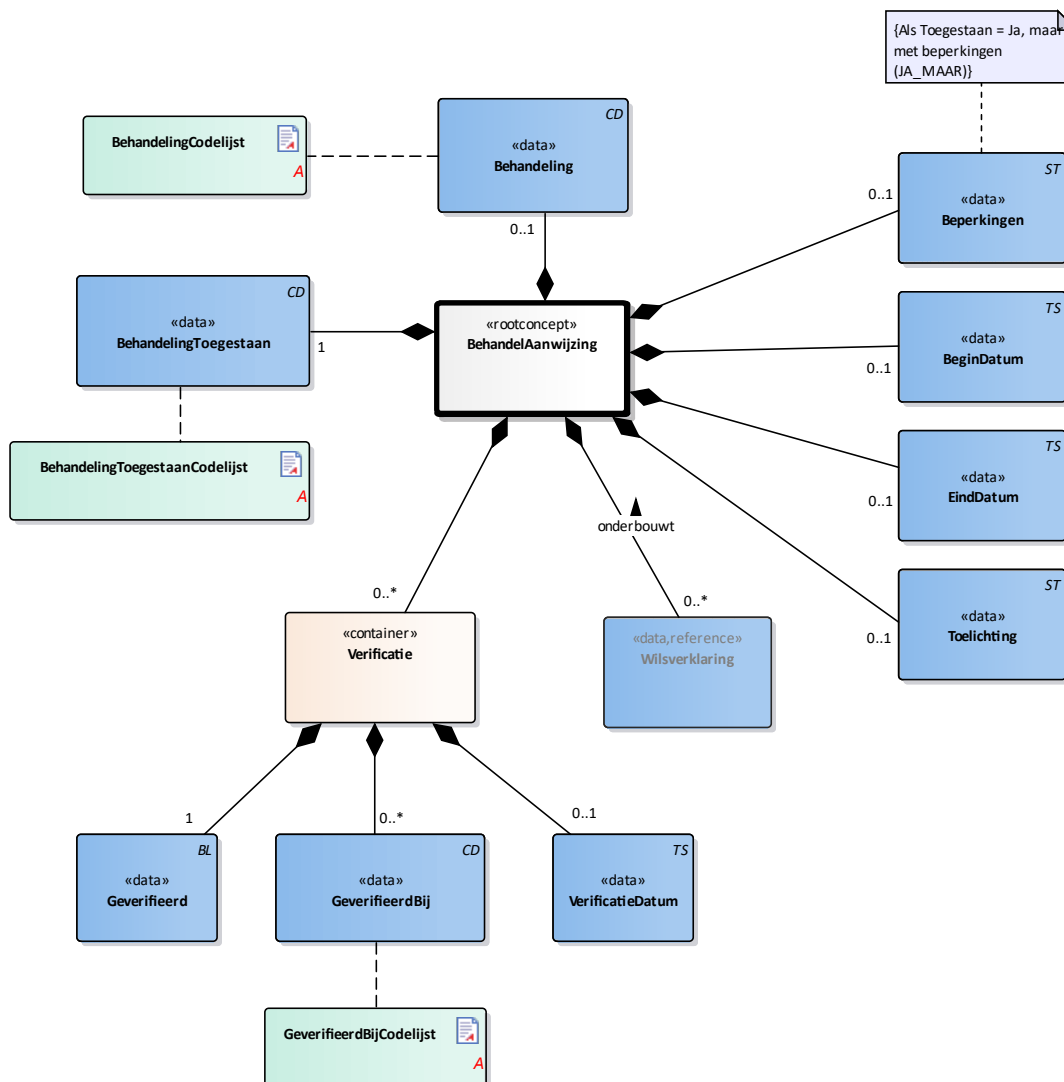 {Als Toegestaan = Ja, maar
met beperkingen
(JA_MAAR)}
CD
«data»
Behandeling
BehandelingCodelijst
A
0..1
ST
«data»
Beperkingen
0..1
CD
«data»
BehandelingToegestaan
1
«rootconcept»
BehandelAanwijzing
TS
«data»
BeginDatum
0..1
BehandelingToegestaanCodelijst
A
TS
«data»
EindDatum
0..1
onderbouwt
0..*
0..*
ST
«data»
Toelichting
0..1
«container»
Verificatie
«data,reference»
Wilsverklaring
1
0..*
0..1
BL
«data»
Geverifieerd
CD
«data»
GeverifieerdBij
TS
«data»
VerificatieDatum
GeverifieerdBijCodelijst
A